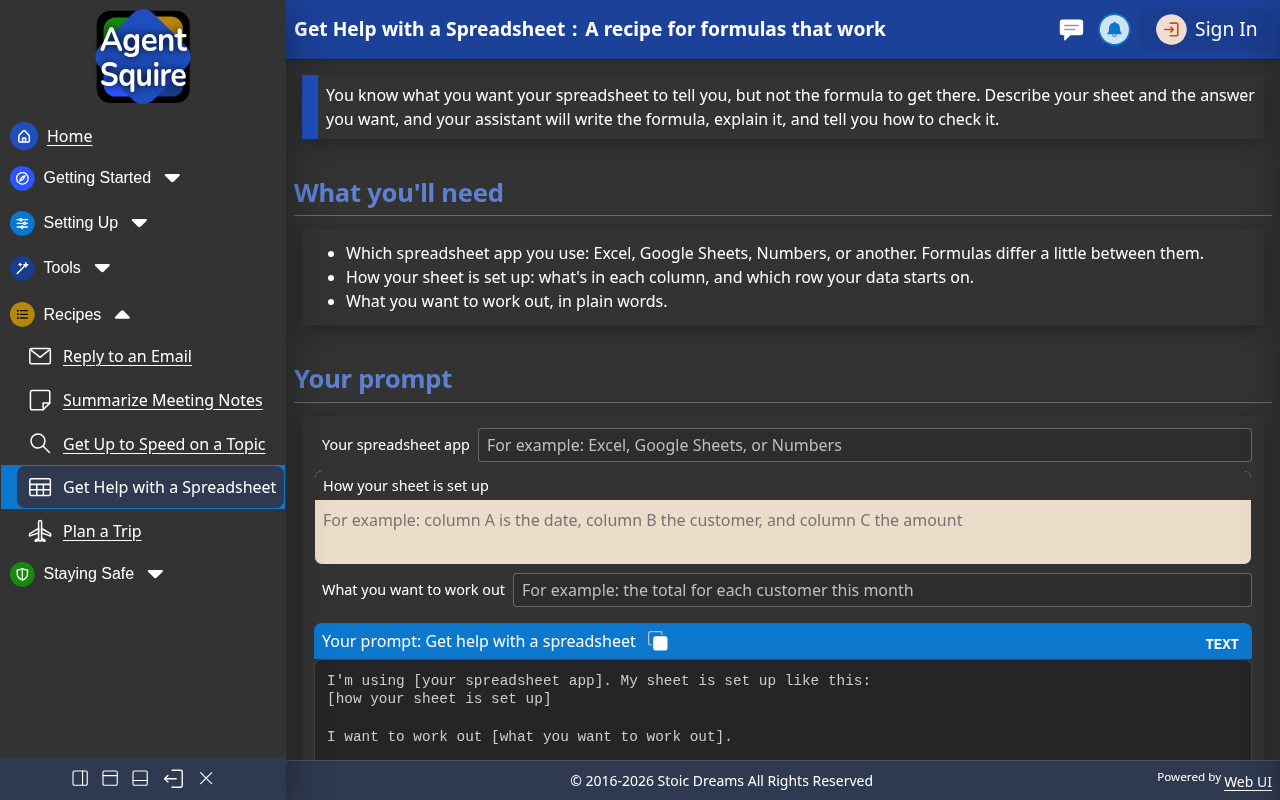 Agent
Squire
Home
Getting Started
Setting Up
Tools
Recipes
Reply to an Email
Summarize Meeting Notes
Get Up to Speed on a Topic
Get Help with a Spreadsheet
Plan a Trip
Staying Safe
Get Help with a Spreadsheet : A recipe for formulas that work
Sign In
You know what you want your spreadsheet to tell you, but not the formula to get there. Describe your sheet and the answer
you want, and your assistant will write the formula, explain it, and tell you how to check it.
What you'll need
Which spreadsheet app you use: Excel, Google Sheets, Numbers, or another. Formulas differ a little between them.
How your sheet is set up: what's in each column, and which row your data starts on.
What you want to work out, in plain words.
Your prompt
Your spreadsheet app For example: Excel, Google Sheets, or Numbers
How your sheet is set up
For example: column A is the date, column B the customer, and column C the amount
What you want to work out For example: the total for each customer this month
Your prompt: Get help with a spreadsheet TEXT
I'm using [your spreadsheet app]. My sheet is set up like this:
[how your sheet is set up]
I want to work out [what you want to work out].
© 2016-2026 Stoic Dreams All Rights Reserved
Powered by Web UI